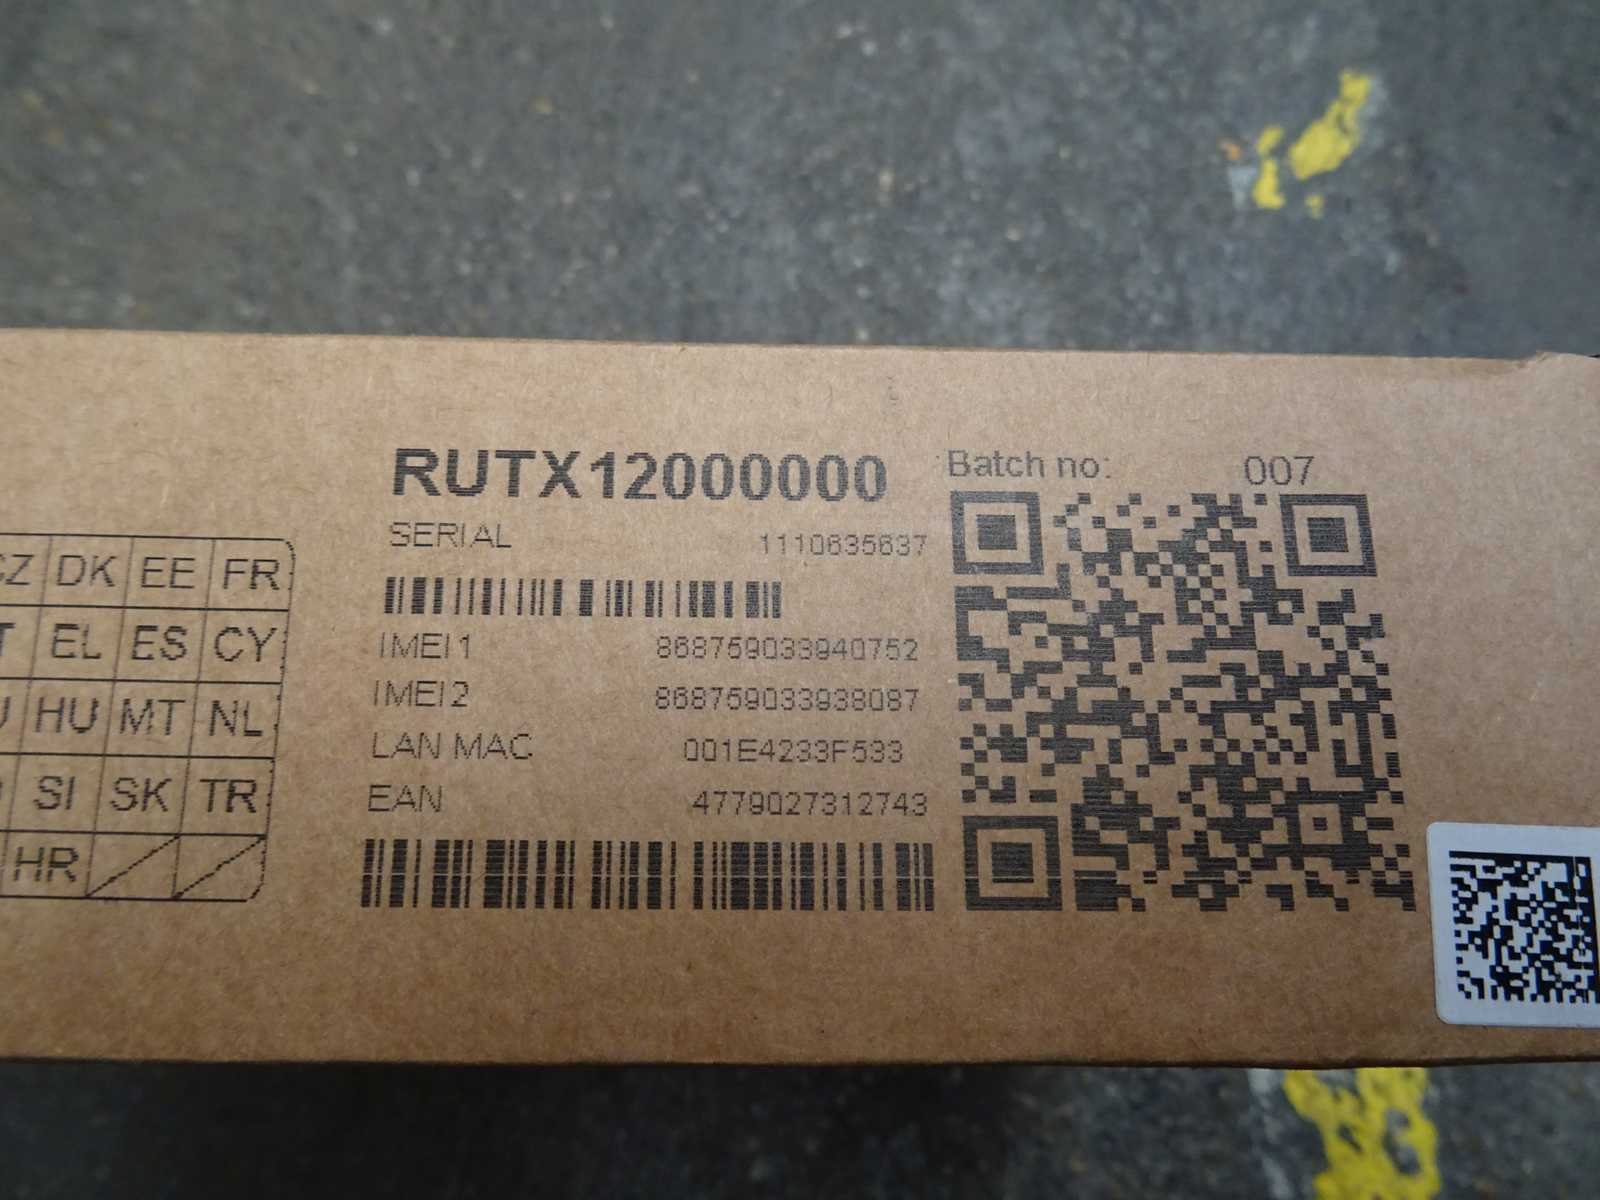 RUTX12000000
Batch no: 007
SERIAL 1110635637
IMEI1 868759033940752
IMEI2 868759033938087
LAN MAC 001E4233F533
EAN 4779027312743
DK EE FR
EL ES CY
HU MT NL
SI SK TR
HR